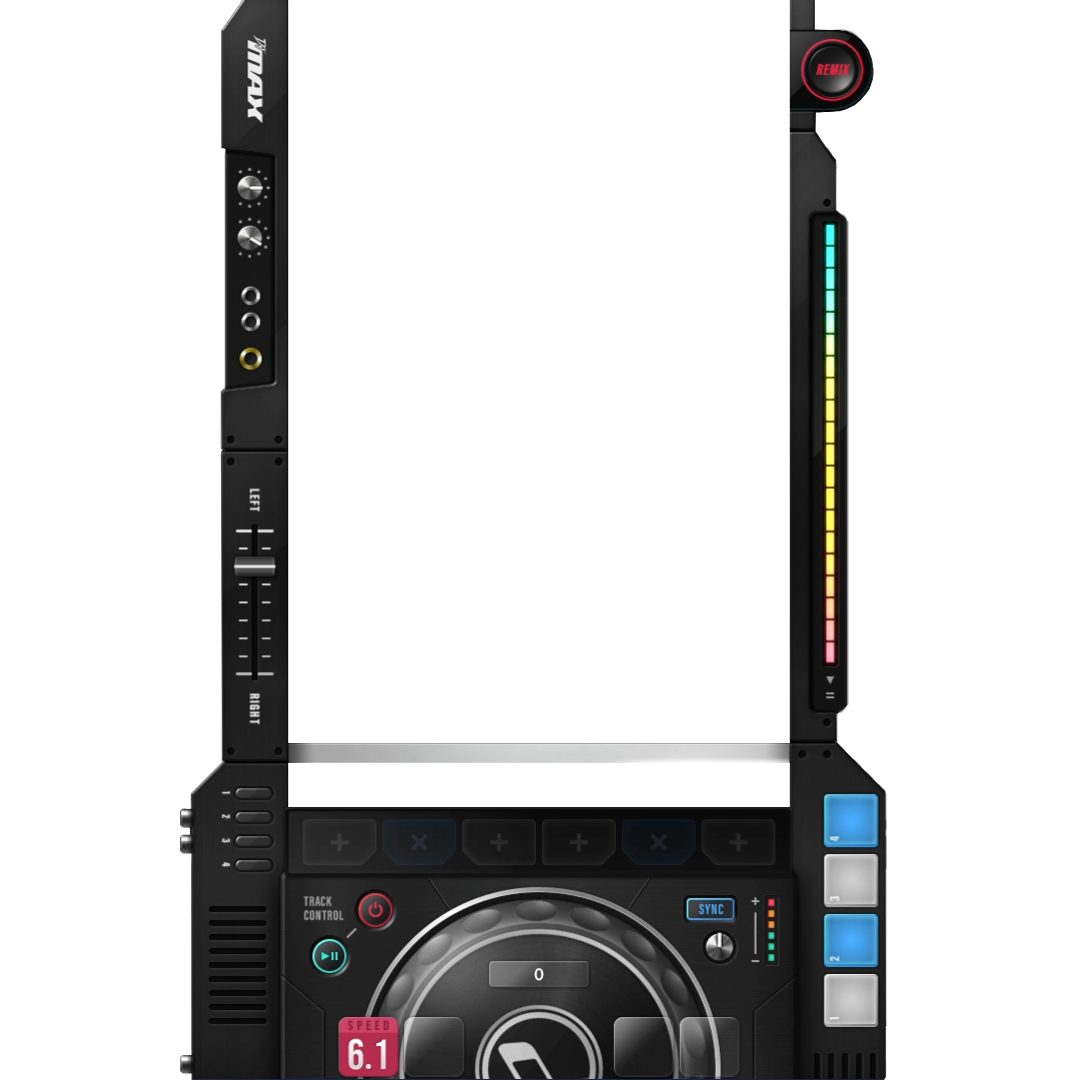 TM MAX
REMIX
LEFT
RIGHT
1
2
3
4
TRACK
CONTROL
SYNC
+
−
0
SPEED
6.1
4
3
2
1